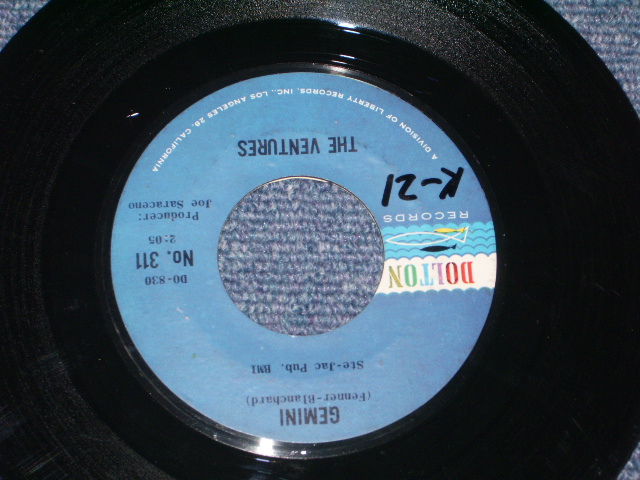 GEMINI
(Fenner-Blanchard)
Ste-Jac Pub. BMI
DOLTON
RECORDS
K-21
DO-830
No. 311
2:05
Producer:
Joe Saraceno
THE VENTURES
A DIVISION OF LIBERTY RECORDS, INC., LOS ANGELES 28, CALIFORNIA